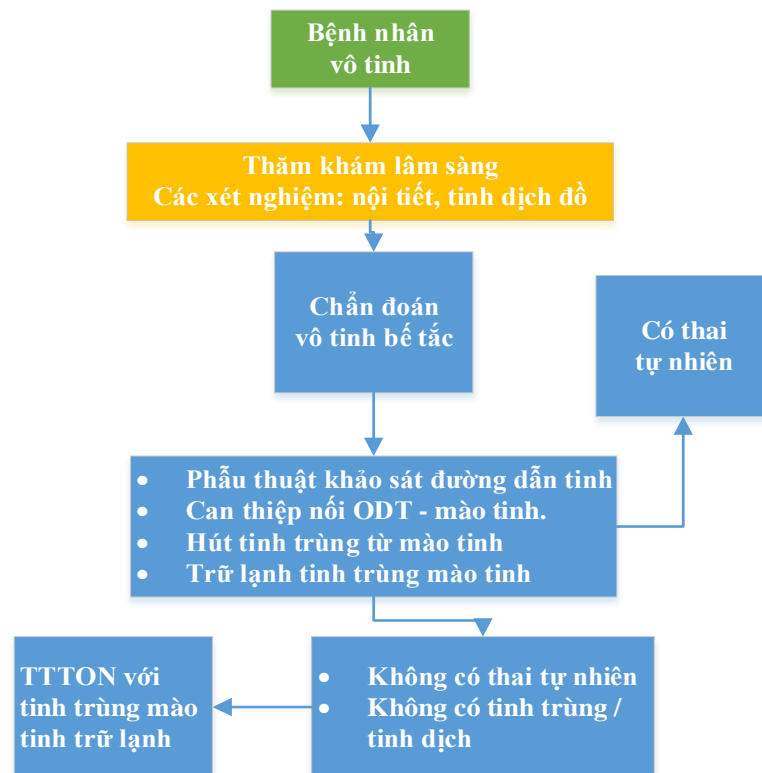 Bệnh nhân
vô tinh
Thăm khám lâm sàng
Các xét nghiệm: nội tiết, tinh dịch đồ
Chẩn đoán
vô tinh bế tắc
Có thai
tự nhiên
• Phẫu thuật khảo sát đường dẫn tinh
• Can thiệp nối ODT - mào tinh.
• Hút tinh trùng từ mào tinh
• Trữ lạnh tinh trùng mào tinh
• Không có thai tự nhiên
• Không có tinh trùng /
tinh dịch
TTTON với
tinh trùng mào
tinh trữ lạnh